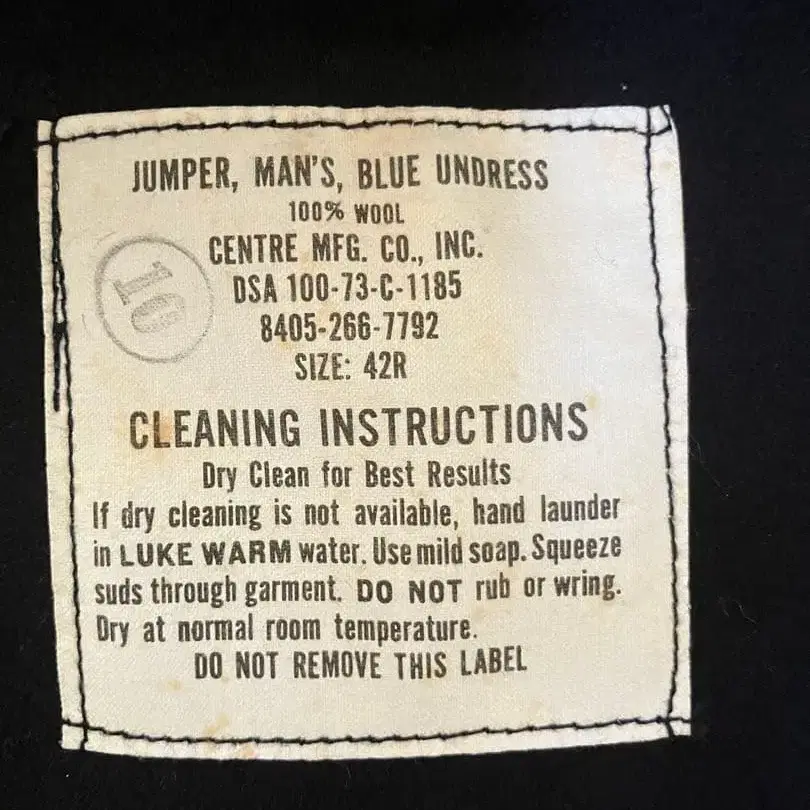 JUMPER, MAN'S, BLUE UNDRESS
100% WOOL
CENTRE MFG. CO., INC.
DSA 100-73-C-1185
8405-266-7792
SIZE: 42R
10
CLEANING INSTRUCTIONS
Dry Clean for Best Results
If dry cleaning is not available, hand launder
in LUKE WARM water. Use mild soap. Squeeze
suds through garment. DO NOT rub or wring.
Dry at normal room temperature.
DO NOT REMOVE THIS LABEL